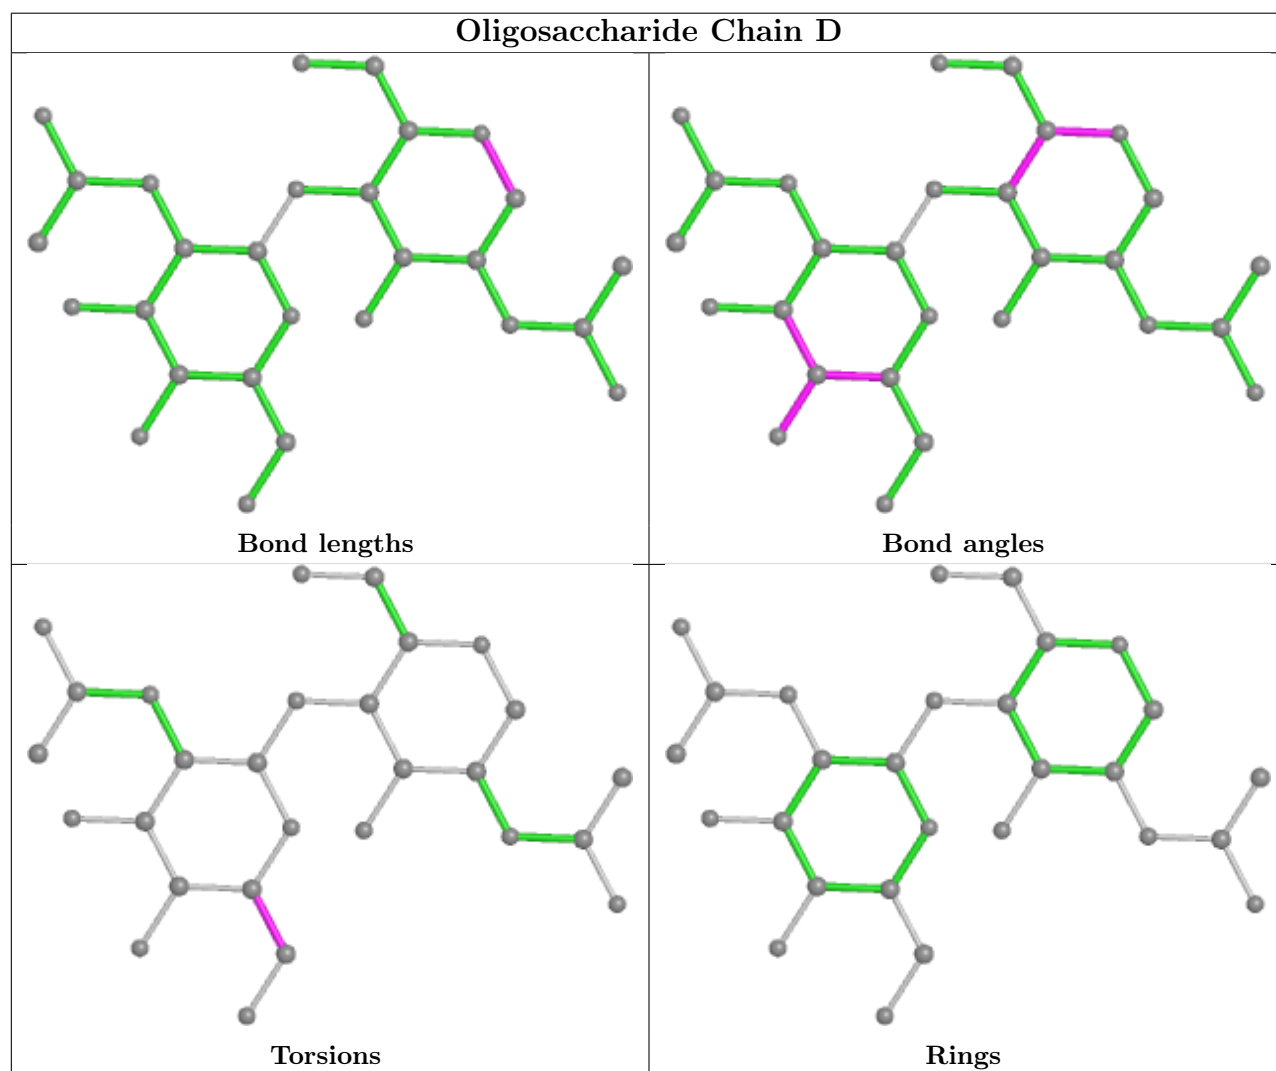 Oligosaccharide Chain D
Bond lengths
Bond angles
Torsions
Rings